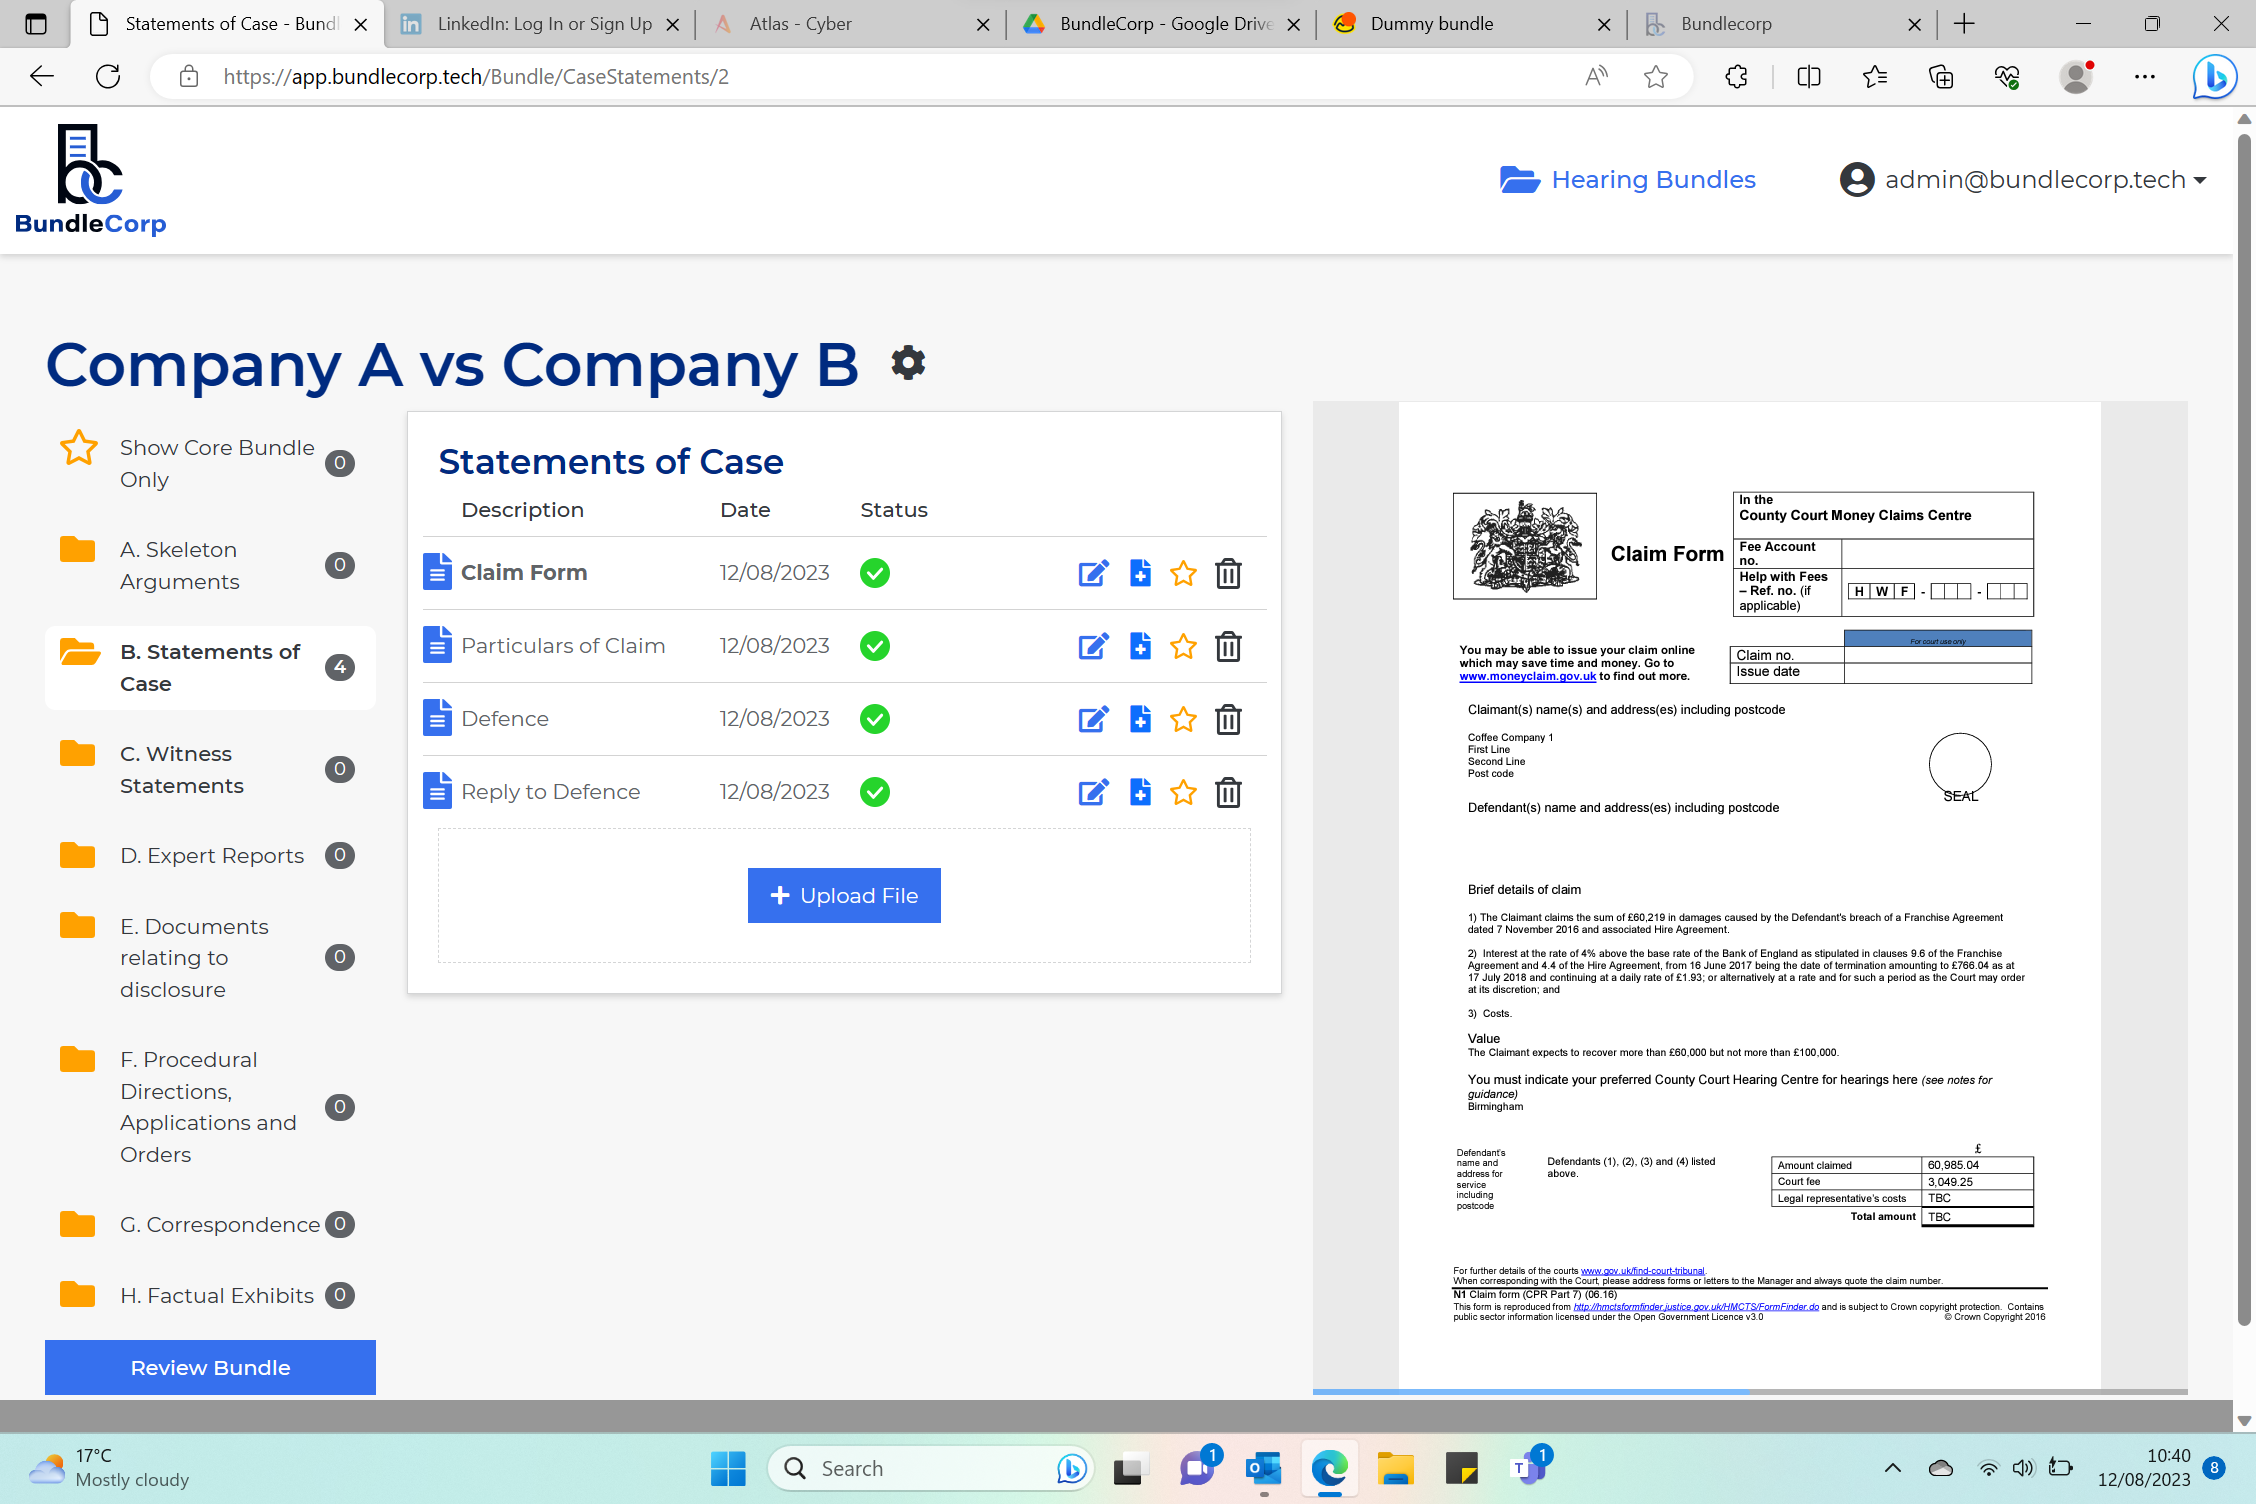 Statements of Case - Bundl
LinkedIn: Log In or Sign Up
Atlas - Cyber
BundleCorp - Google Drive
Dummy bundle
Bundlecorp
https://app.bundlecorp.tech/Bundle/CaseStatements/2
BundleCorp
Hearing Bundles
admin@bundlecorp.tech
Company A vs Company B
Show Core Bundle
Only
0
A. Skeleton
Arguments
0
B. Statements of
Case
4
C. Witness
Statements
0
D. Expert Reports
0
E. Documents
relating to
disclosure
0
F. Procedural
Directions,
Applications and
Orders
0
G. Correspondence
0
H. Factual Exhibits
0
Review Bundle
Statements of Case
Description Date Status
Claim Form 12/08/2023
Particulars of Claim 12/08/2023
Defence 12/08/2023
Reply to Defence 12/08/2023
+ Upload File
Claim Form
In the
County Court Money Claims Centre
Fee Account
no.
Help with Fees
– Ref. no. (if
applicable)
H W F - -
For court use only
Claim no.
Issue date
You may be able to issue your claim online
which may save time and money. Go to
www.moneyclaim.gov.uk to find out more.
Claimant(s) name(s) and address(es) including postcode
Coffee Company 1
First Line
Second Line
Post code
SEAL
Defendant(s) name and address(es) including postcode
Brief details of claim
1) The Claimant claims the sum of £60,219 in damages caused by the Defendant's breach of a Franchise Agreement
dated 7 November 2016 and associated Hire Agreement.
2) Interest at the rate of 4% above the base rate of the Bank of England as stipulated in clauses 9.6 of the Franchise
Agreement and 4.4 of the Hire Agreement, from 16 June 2017 being the date of termination amounting to £766.04 as at
17 July 2018 and continuing at a daily rate of £1.93; or alternatively at a rate and for such a period as the Court may order
at its discretion; and
3) Costs.
Value
The Claimant expects to recover more than £60,000 but not more than £100,000.
You must indicate your preferred County Court Hearing Centre for hearings here (see notes for
guidance)
Birmingham
Defendant's
name and
address for
service
including
postcode
Defendants (1), (2), (3) and (4) listed
above.
£
Amount claimed 60,985.04
Court fee 3,049.25
Legal representative's costs TBC
Total amount TBC
For further details of the courts www.gov.uk/find-court-tribunal.
When corresponding with the Court, please address forms or letters to the Manager and always quote the claim number.
N1 Claim form (CPR Part 7) (06.16)
This form is reproduced from http://hmctsformfinder.justice.gov.uk/HMCTS/FormFinder.do and is subject to Crown copyright protection. Contains
public sector information licensed under the Open Government Licence v3.0 © Crown Copyright 2016
17°C
Mostly cloudy
Search
1
1
10:40
12/08/2023
8